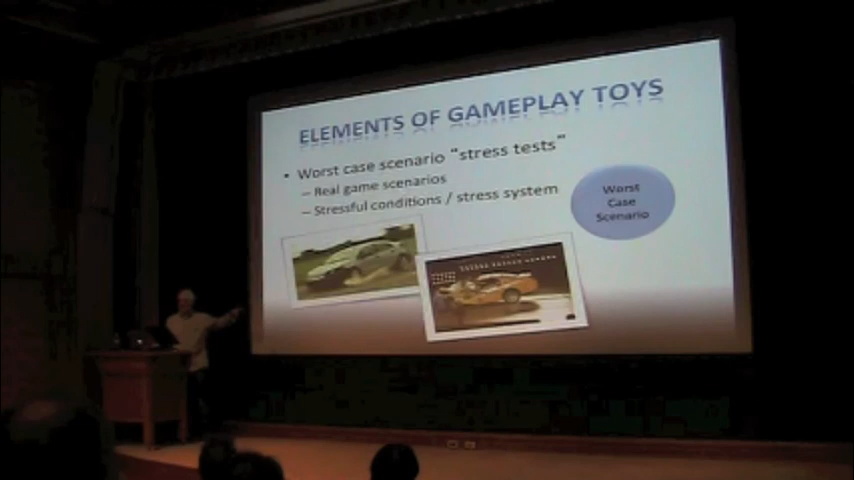 ELEMENTS OF GAMEPLAY TOYS
• Worst case scenario “stress tests”
– Real game scenarios
– Stressful conditions / stress system
Worst
Case
Scenario